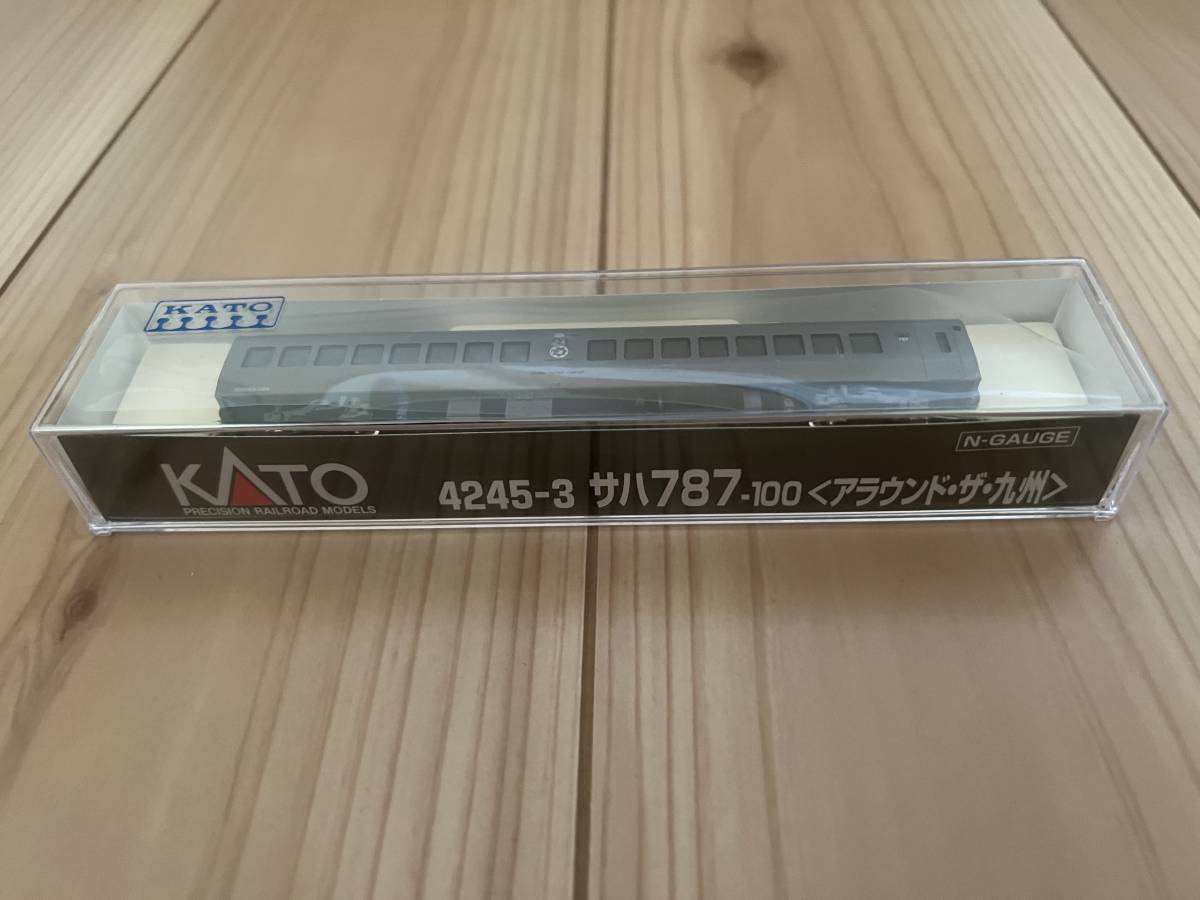 KATO
787
N-GAUGE
KATO
PRECISION RAILROAD MODELS
4245-3 サハ787-100<アラウンド・ザ・九州>